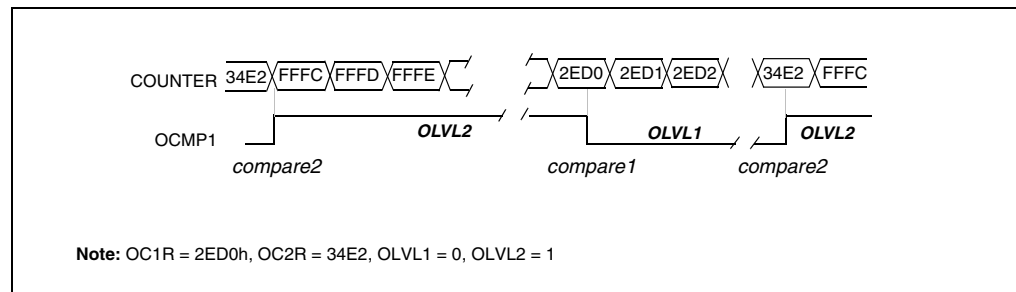 COUNTER 34E2 FFFC FFFD FFFE 2ED0 2ED1 2ED2 34E2 FFFC
OCMP1 OLVL2 OLVL1 OLVL2
compare2 compare1 compare2
Note: OC1R = 2ED0h, OC2R = 34E2, OLVL1 = 0, OLVL2 = 1